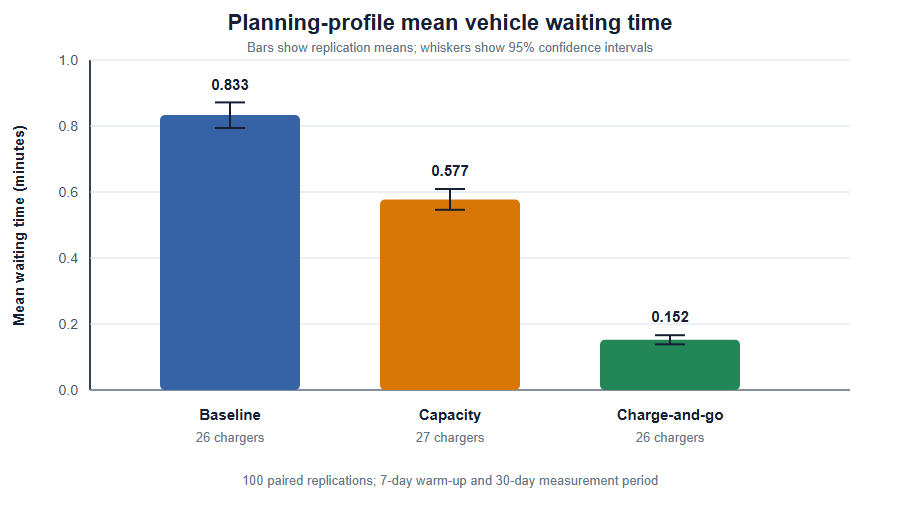 Planning-profile mean vehicle waiting time
Bars show replication means; whiskers show 95% confidence intervals
Mean waiting time (minutes)
1.0
0.8
0.6
0.4
0.2
0.0
0.833
0.577
0.152
Baseline
26 chargers
Capacity
27 chargers
Charge-and-go
26 chargers
100 paired replications; 7-day warm-up and 30-day measurement period